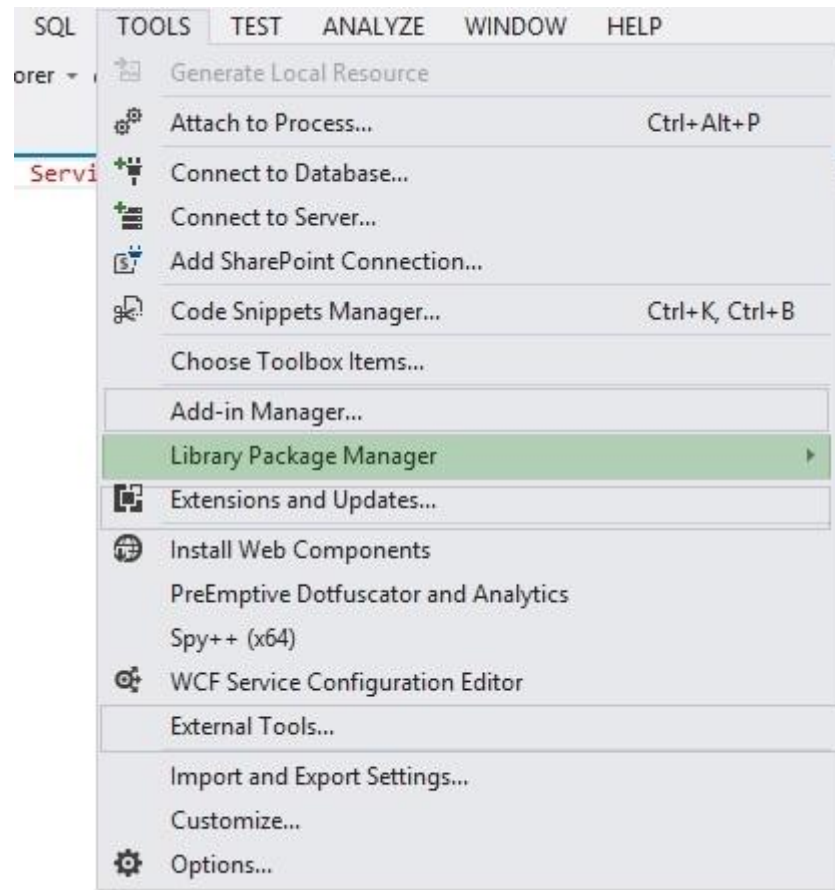 SQL TOOLS TEST ANALYZE WINDOW HELP
orer
Generate Local Resource
Attach to Process... Ctrl+Alt+P
Servi
Connect to Database...
Connect to Server...
Add SharePoint Connection...
Code Snippets Manager... Ctrl+K, Ctrl+B
Choose Toolbox Items...
Add-in Manager...
Library Package Manager
Extensions and Updates...
Install Web Components
PreEmptive Dotfuscator and Analytics
Spy++ (x64)
WCF Service Configuration Editor
External Tools...
Import and Export Settings...
Customize...
Options...